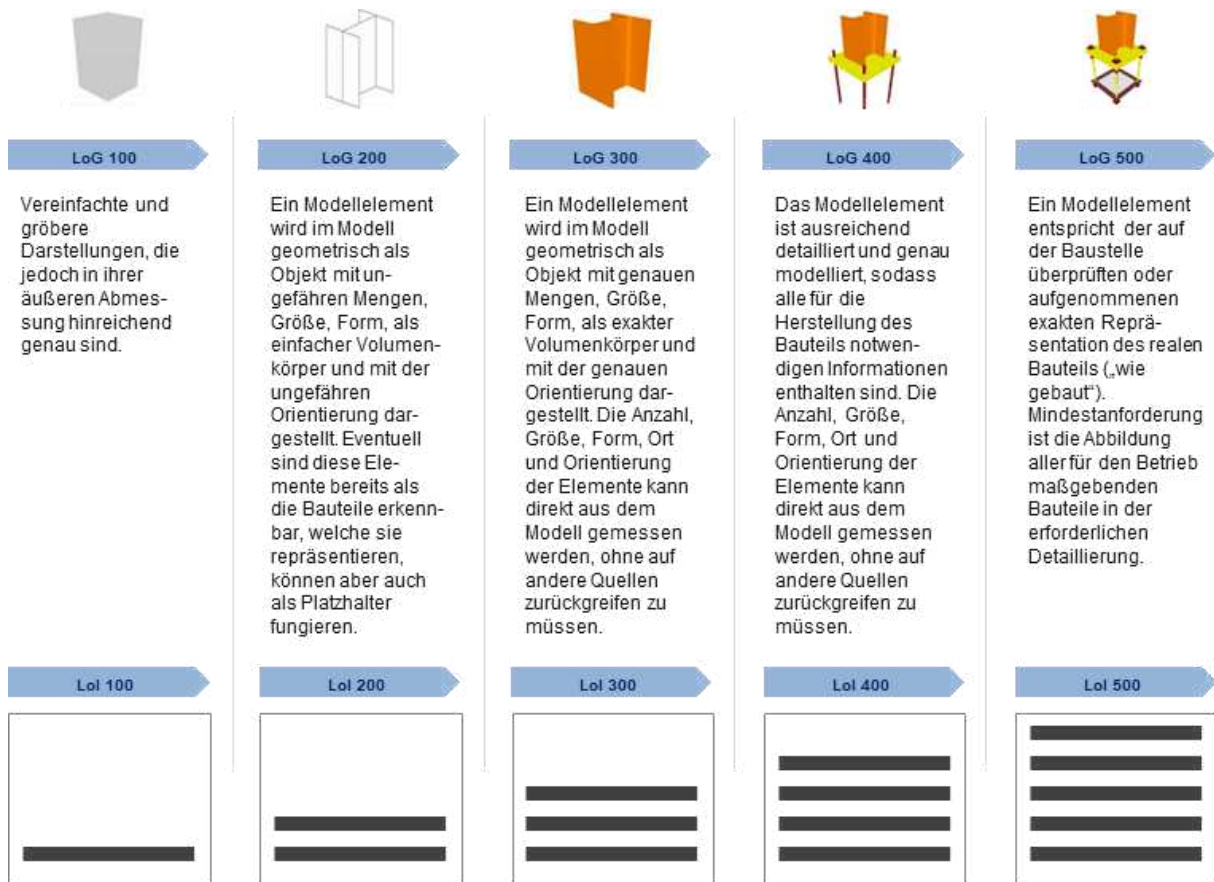 LoG 100
Vereinfachte und
gröbere
Darstellungen, die
jedoch in ihrer
äußeren Abmes-
sung hinreichend
genau sind.
LoG 200
Ein Modellelement
wird im Modell
geometrisch als
Objekt mit un-
gefähren Mengen,
Größe, Form, als
einfacher Volumen-
körper und mit der
ungefähren
Orientierung dar-
gestellt. Eventuell
sind diese Ele-
mente bereits als
die Bauteile erkenn-
bar, welche sie
repräsentieren,
können aber auch
als Platzhalter
fungieren.
LoG 300
Ein Modellelement
wird im Modell
geometrisch als
Objekt mit genauen
Mengen, Größe,
Form, als exakter
Volumenkörper und
mit der genauen
Orientierung dar-
gestellt. Die Anzahl,
Größe, Form, Ort
und Orientierung
der Elemente kann
direkt aus dem
Modell gemessen
werden, ohne auf
andere Quellen
zurückgreifen zu
müssen.
LoG 400
Das Modellelement
ist ausreichend
detailliert und genau
modelliert, sodass
alle für die
Herstellung des
Bauteils notwen-
digen Informationen
enthalten sind. Die
Anzahl, Größe,
Form, Ort und
Orientierung der
Elemente kann
direkt aus dem
Modell gemessen
werden, ohne auf
andere Quellen
zurückgreifen zu
müssen.
LoG 500
Ein Modellelement
entspricht der auf
der Baustelle
überprüften oder
aufgenommenen
exakten Reprä-
sentation des realen
Bauteils („wie
gebaut“).
Mindestanforderung
ist die Abbildung
aller für den Betrieb
maßgebenden
Bauteile in der
erforderlichen
Detaillierung.
LoI 100
LoI 200
LoI 300
LoI 400
LoI 500